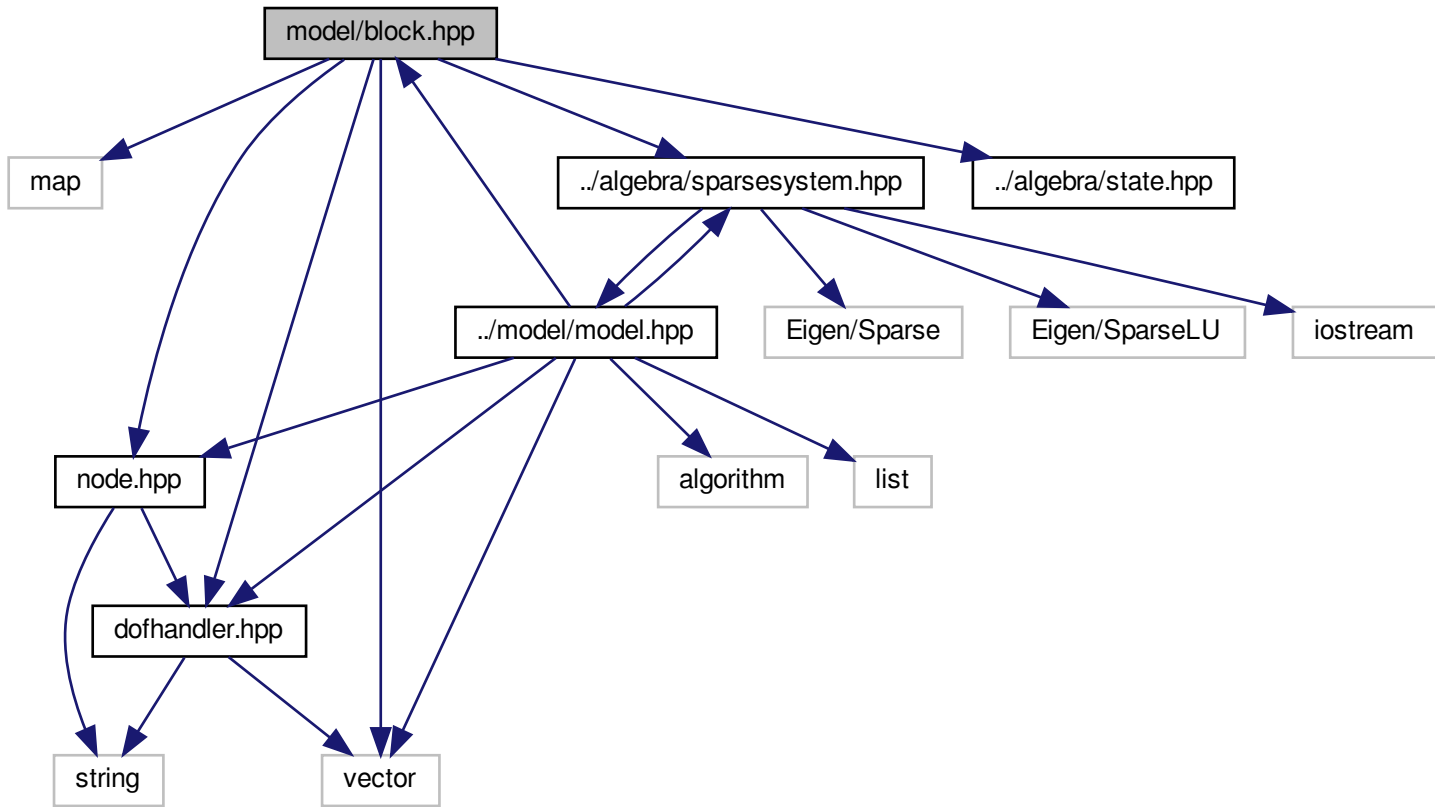 model/block.hpp
map
../algebra/sparsesystem.hpp
../algebra/state.hpp
../model/model.hpp
Eigen/Sparse
Eigen/SparseLU
iostream
node.hpp
algorithm
list
dofhandler.hpp
string
vector